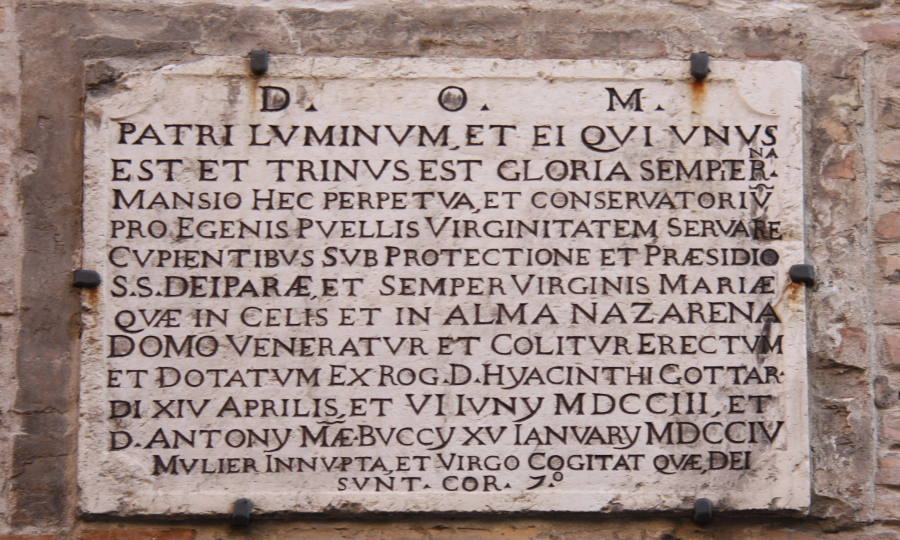 D. O. M.
PATRI LVMINVM, ET EI QVI VNVS
EST ET TRINVS EST GLORIA SEMPITER.NA
MANSIO HEC PERPETVA, ET CONSERVATORIV̄
PRO EGENIS PVELLIS VIRGINITATEM SERVARE
CVPIENTIBVS SVB PROTECTIONE ET PRÆSIDIO
S.S. DEIPARÆ, ET SEMPER VIRGINIS MARIÆ
QVÆ IN CELIS ET IN ALMA NAZARENA
DOMO VENERATVR ET COLITVR ERECTVM
ET DOTATVM EX ROG. D. HYACINTHI GOTTAR-
DI XIV APRILIS, ET VI IVNY MDCCIII, ET
D. ANTONY MÆ. BVCCY XV IANVARY MDCCIV
MVLIER INNVPTA, ET VIRGO COGITAT QVÆ, DEI
SVNT. COR. 7.º